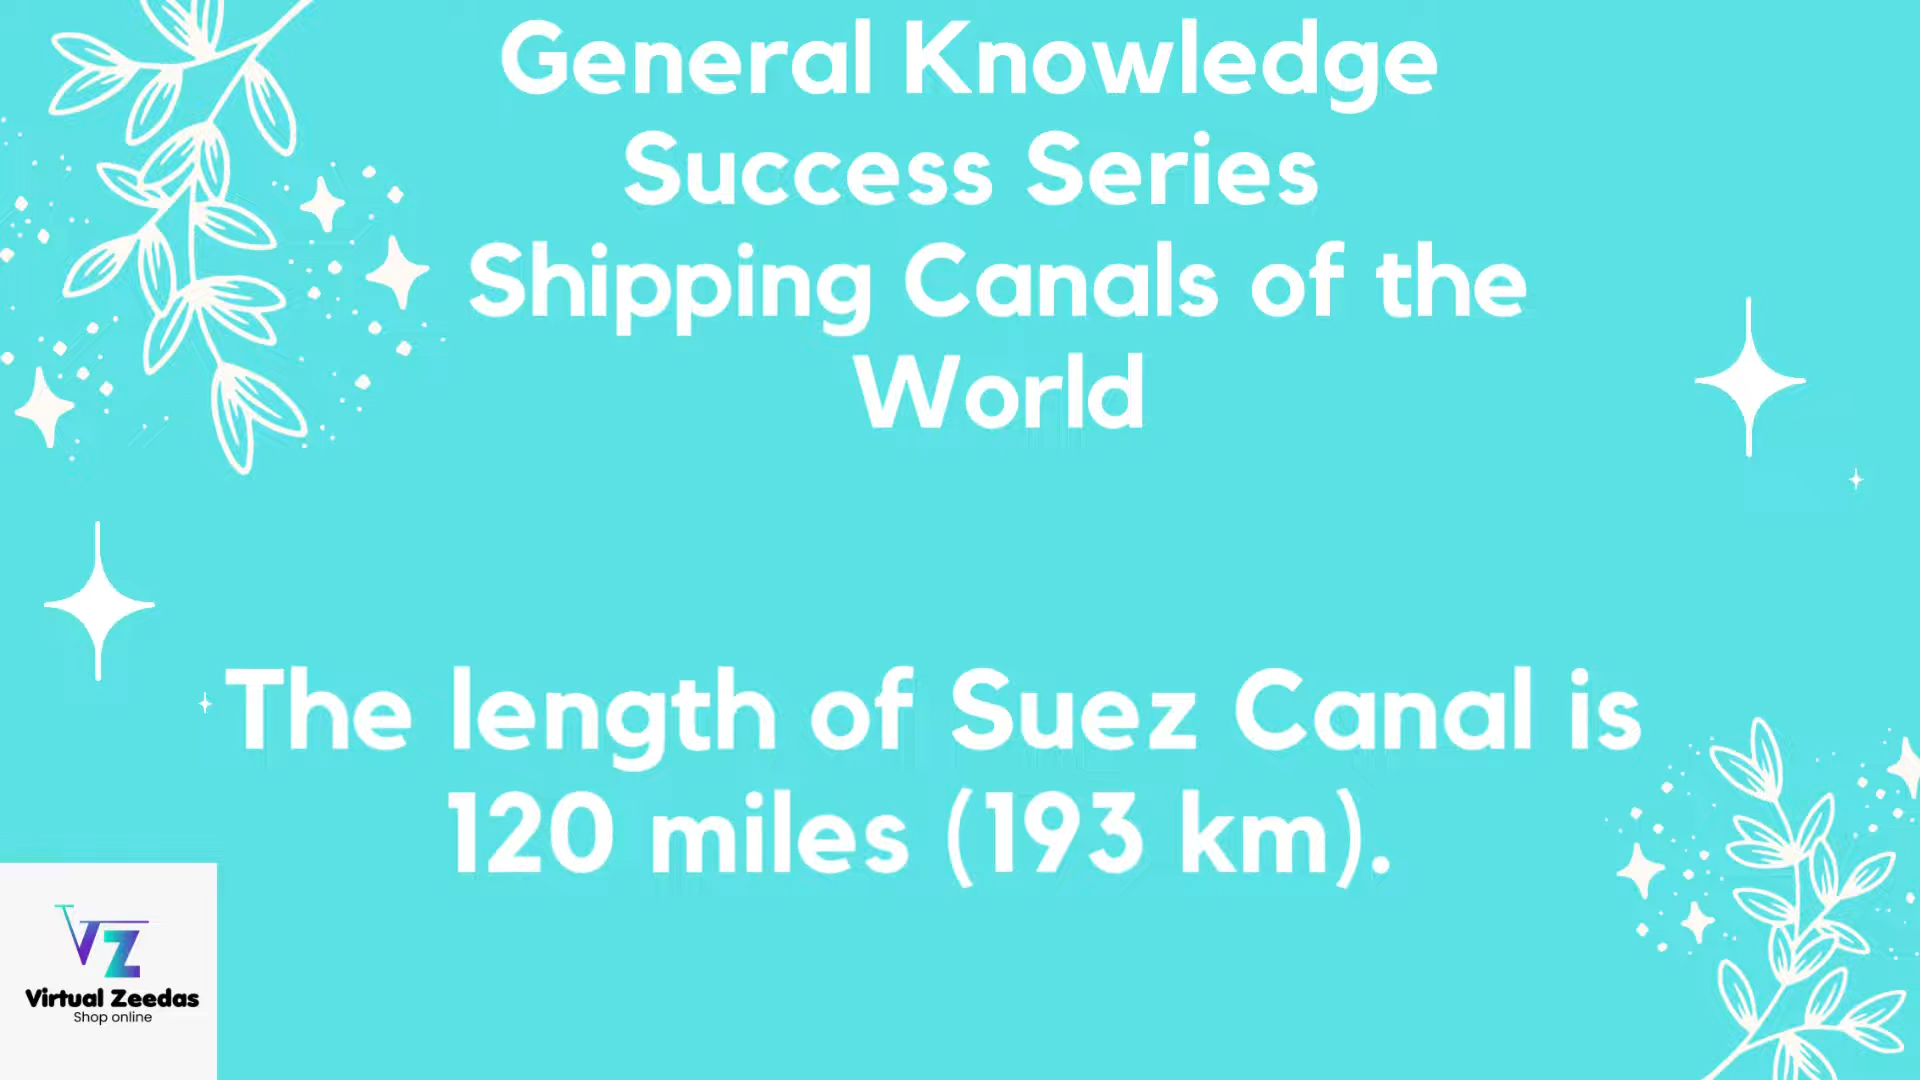 General Knowledge
Success Series
Shipping Canals of the
World
The length of Suez Canal is
120 miles (193 km).
VZ
Virtual Zeedas
Shop online